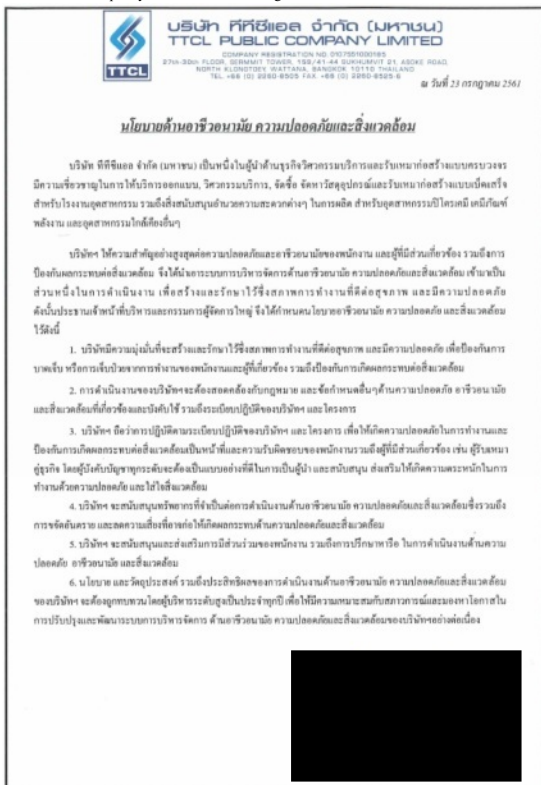 บริษัท ทีทีซีแอล จำกัด (มหาชน)
TTCL PUBLIC COMPANY LIMITED
COMPANY REGISTRATION NO. 0107551000185
27th-30th FLOOR, SERMMIT TOWER, 159/41-44 SUKHUMVIT 21, ASOKE ROAD,
NORTH KLONGTOEY, WATTANA, BANGKOK 10110 THAILAND
TEL. +66 (0) 2260-8505 FAX. +66 (0) 2260-8525-6
TTCL
ณ วันที่ 23 กรกฎาคม 2561
นโยบายด้านอาชีวอนามัย ความปลอดภัยและสิ่งแวดล้อม
บริษัท ทีทีซีแอล จำกัด (มหาชน) เป็นหนึ่งในผู้นำด้านธุรกิจวิศวกรรมบริการและรับเหมาก่อสร้างแบบครบวงจร
มีความเชี่ยวชาญในการให้บริการออกแบบ, วิศวกรรมบริการ, จัดซื้อ จัดหาวัสดุอุปกรณ์และรับเหมาก่อสร้างแบบเบ็ดเสร็จ
สำหรับโรงงานอุตสาหกรรม รวมถึงสิ่งสนับสนุนอำนวยความสะดวกต่างๆ ในการผลิต สำหรับอุตสาหกรรมปิโตรเคมี เคมีภัณฑ์
พลังงาน และอุตสาหกรรมใกล้เคียงอื่นๆ
บริษัทฯ ให้ความสำคัญอย่างสูงสุดต่อความปลอดภัยและอาชีวอนามัยของพนักงาน และผู้ที่มีส่วนเกี่ยวข้อง รวมถึงการ
ป้องกันผลกระทบต่อสิ่งแวดล้อม จึงได้นำเอาระบบการบริหารจัดการด้านอาชีวอนามัย ความปลอดภัยและสิ่งแวดล้อม เข้ามาเป็น
ส่วนหนึ่งในการดำเนินงาน เพื่อสร้างและรักษาไว้ซึ่งสภาพการทำงานที่ดีต่อสุขภาพ และมีความปลอดภัย
ดังนั้นประธานเจ้าหน้าที่บริหารและกรรมการผู้จัดการใหญ่ จึงได้กำหนดนโยบายอาชีวอนามัย ความปลอดภัย และสิ่งแวดล้อม
ไว้ดังนี้
1. บริษัทมีความมุ่งมั่นที่จะสร้างและรักษาไว้ซึ่งสภาพการทำงานที่ดีต่อสุขภาพ และมีความปลอดภัย เพื่อป้องกันการ
บาดเจ็บ หรือการเจ็บป่วยจากการทำงานของพนักงานและผู้ที่เกี่ยวข้อง รวมถึงป้องกันการเกิดผลกระทบต่อสิ่งแวดล้อม
2. การดำเนินงานของบริษัทฯจะต้องสอดคล้องกับกฎหมาย และข้อกำหนดอื่นๆด้านความปลอดภัย อาชีวอนามัย
และสิ่งแวดล้อมที่เกี่ยวข้องและบังคับใช้ รวมถึงระเบียบปฏิบัติของบริษัทฯ และโครงการ
3. บริษัทฯ ถือว่าการปฏิบัติตามระเบียบปฏิบัติของบริษัทฯ และโครงการ เพื่อให้เกิดความปลอดภัยในการทำงานและ
ป้องกันการเกิดผลกระทบต่อสิ่งแวดล้อมเป็นหน้าที่และความรับผิดชอบของพนักงานรวมถึงผู้ที่มีส่วนเกี่ยวข้อง เช่น ผู้รับเหมา
คู่ธุรกิจ โดยผู้บังคับบัญชาทุกระดับจะต้องเป็นแบบอย่างที่ดีในการเป็นผู้นำ และสนับสนุน ส่งเสริมให้เกิดความตระหนักในการ
ทำงานด้วยความปลอดภัย และใส่ใจสิ่งแวดล้อม
4. บริษัทฯ จะสนับสนุนทรัพยากรที่จำเป็นต่อการดำเนินงานด้านอาชีวอนามัย ความปลอดภัยและสิ่งแวดล้อมซึ่งรวมถึง
การขจัดอันตราย และลดความเสี่ยงที่อาจก่อให้เกิดผลกระทบด้านความปลอดภัยและสิ่งแวดล้อม
5. บริษัทฯ จะสนับสนุนและส่งเสริมการมีส่วนร่วมของพนักงาน รวมถึงการปรึกษาหารือ ในการดำเนินงานด้านความ
ปลอดภัย อาชีวอนามัย และสิ่งแวดล้อม
6. นโยบาย และวัตถุประสงค์ รวมถึงประสิทธิผลของการดำเนินงานด้านอาชีวอนามัย ความปลอดภัยและสิ่งแวดล้อม
ของบริษัทฯ จะต้องถูกทบทวนโดยผู้บริหารระดับสูงเป็นประจำทุกปี เพื่อให้มีความเหมาะสมกับสภาวการณ์และมองหาโอกาสใน
การปรับปรุงและพัฒนาระบบการบริหารจัดการ ด้านอาชีวอนามัย ความปลอดภัยและสิ่งแวดล้อมของบริษัทฯอย่างต่อเนื่อง